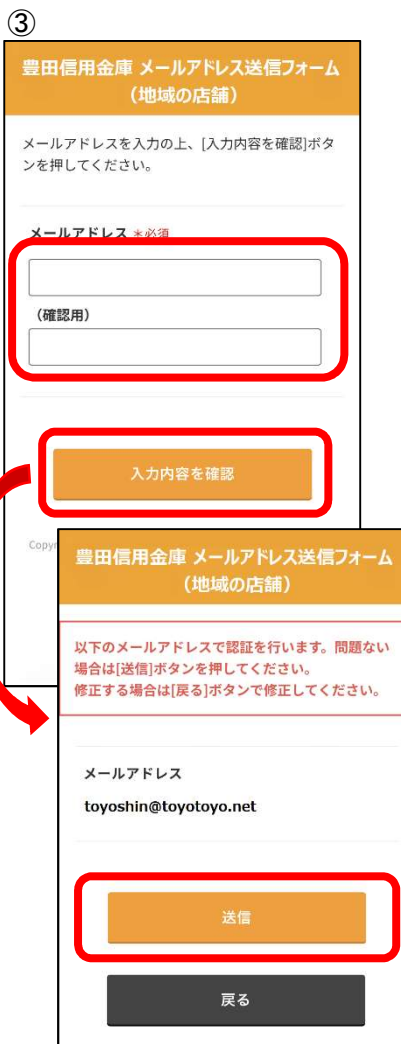 ③
豊田信用金庫 メールアドレス送信フォーム
（地域の店舗）
メールアドレスを入力の上、[入力内容を確認]ボタ
ンを押してください。
メールアドレス ＊必須
（確認用）
入力内容を確認
豊田信用金庫 メールアドレス送信フォーム
（地域の店舗）
以下のメールアドレスで認証を行います。問題ない
場合は[送信]ボタンを押してください。
修正する場合は[戻る]ボタンで修正してください。
メールアドレス
toyoshin@toyotoyo.net
送信
戻る